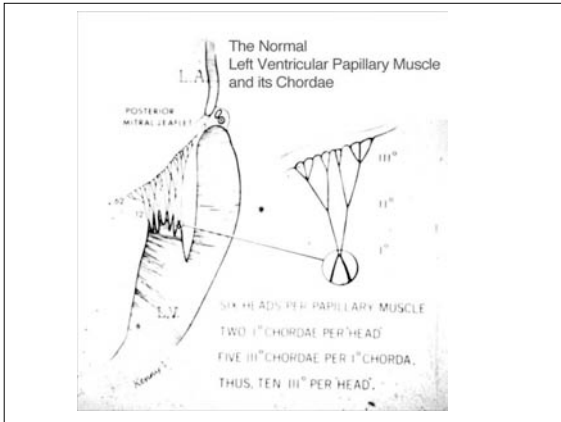 The Normal
Left Ventricular Papillary Muscle
and its Chordae
L.A.
POSTERIOR
MITRAL LEAFLET
III°
II°
I°
12
L.V.
SIX HEADS PER PAPILLARY MUSCLE
TWO I° CHORDAE PER 'HEAD'
FIVE III° CHORDAE PER I° CHORDA.
THUS, TEN III° PER 'HEAD'.